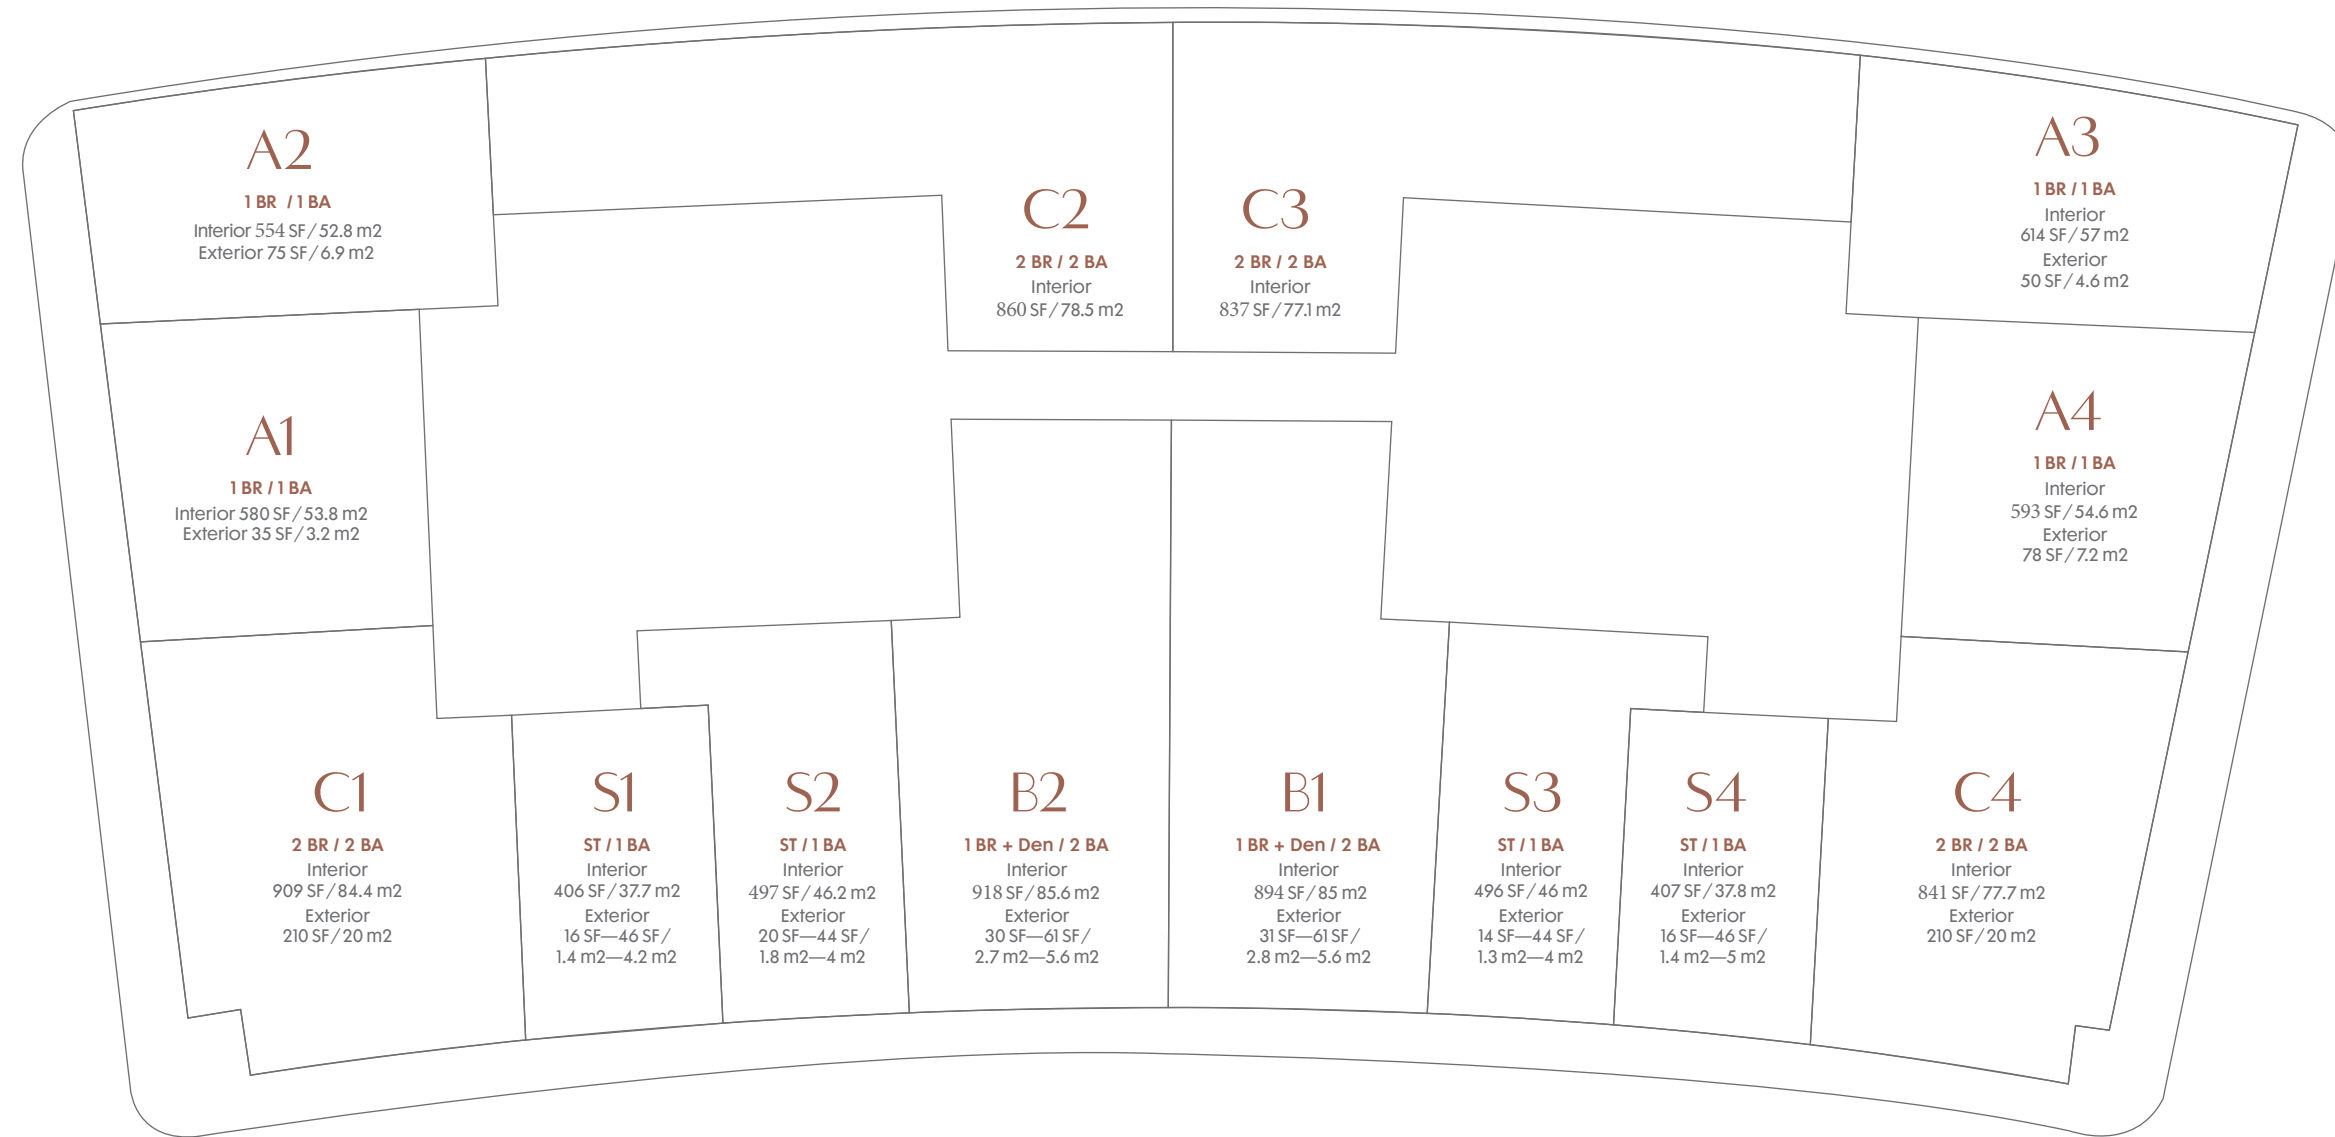 A2
1 BR / 1 BA
Interior 554 SF/52.8 m2
Exterior 75 SF/6.9 m2
C2
2 BR / 2 BA
Interior
860 SF/78.5 m2
C3
2 BR / 2 BA
Interior
837 SF/77.1 m2
A3
1 BR / 1 BA
Interior
614 SF/57 m2
Exterior
50 SF/4.6 m2
A1
1 BR / 1 BA
Interior 580 SF/53.8 m2
Exterior 35 SF/3.2 m2
A4
1 BR / 1 BA
Interior
593 SF/54.6 m2
Exterior
78 SF/7.2 m2
C1
2 BR / 2 BA
Interior
909 SF/84.4 m2
Exterior
210 SF/20 m2
S1
ST / 1 BA
Interior
406 SF/37.7 m2
Exterior
16 SF—46 SF/
1.4 m2—4.2 m2
S2
ST / 1 BA
Interior
497 SF/46.2 m2
Exterior
20 SF—44 SF/
1.8 m2—4 m2
B2
1 BR + Den / 2 BA
Interior
918 SF/85.6 m2
Exterior
30 SF—61 SF/
2.7 m2—5.6 m2
B1
1 BR + Den / 2 BA
Interior
894 SF/85 m2
Exterior
31 SF—61 SF/
2.8 m2—5.6 m2
S3
ST / 1 BA
Interior
496 SF/46 m2
Exterior
14 SF—44 SF/
1.3 m2—4 m2
S4
ST / 1 BA
Interior
407 SF/37.8 m2
Exterior
16 SF—46 SF/
1.4 m2—5 m2
C4
2 BR / 2 BA
Interior
841 SF/77.7 m2
Exterior
210 SF/20 m2